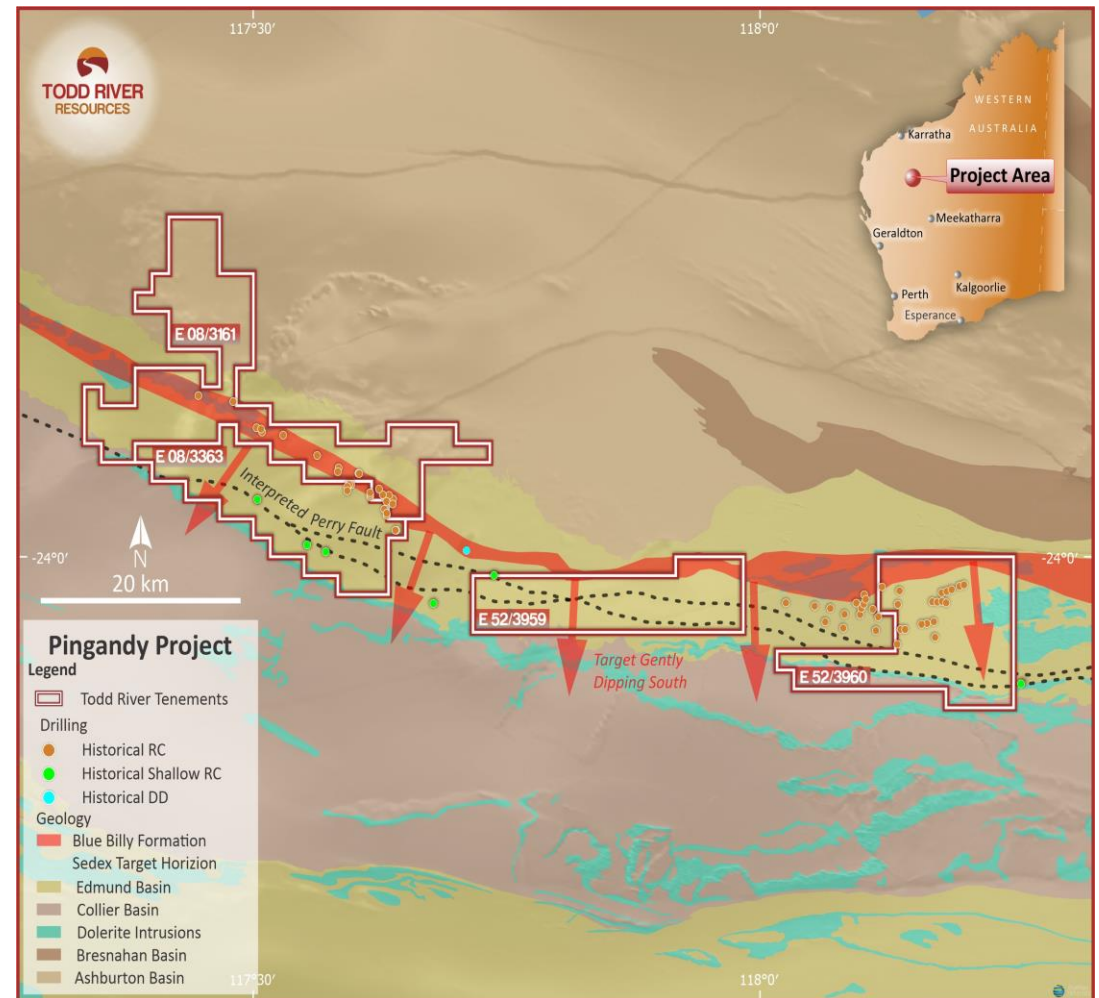 117°30'
118°0'
TODD RIVER
RESOURCES
WESTERN
AUSTRALIA
Karratha
Project Area
Meekatharra
Geraldton
Kalgoorlie
Perth
Esperance
E 08/3161
E 08/3363
Interpreted Perry Fault
-24°0'
-24°0'
N
20 km
E 52/3959
E 52/3960
Target Gently
Dipping South
Pingandy Project
Legend
Todd River Tenements
Drilling
Historical RC
Historical Shallow RC
Historical DD
Geology
Blue Billy Formation
Sedex Target Horizion
Edmund Basin
Collier Basin
Dolerite Intrusions
Bresnahan Basin
Ashburton Basin
117°30'
118°0'